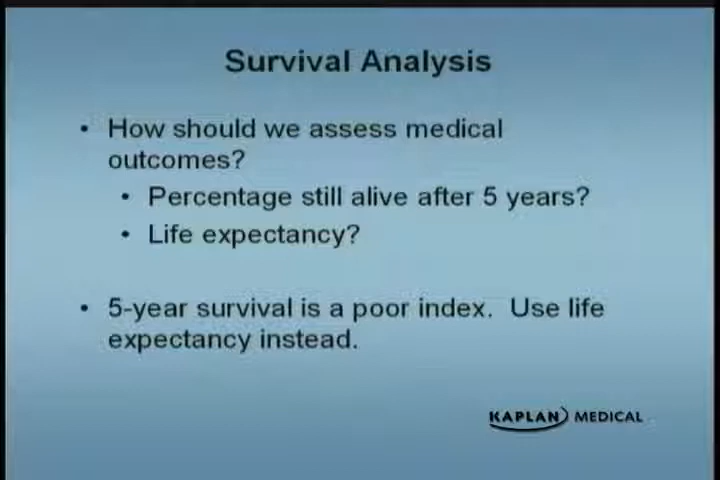 Survival Analysis
• How should we assess medical
outcomes?
• Percentage still alive after 5 years?
• Life expectancy?
• 5-year survival is a poor index.  Use life
expectancy instead.
KAPLAN MEDICAL